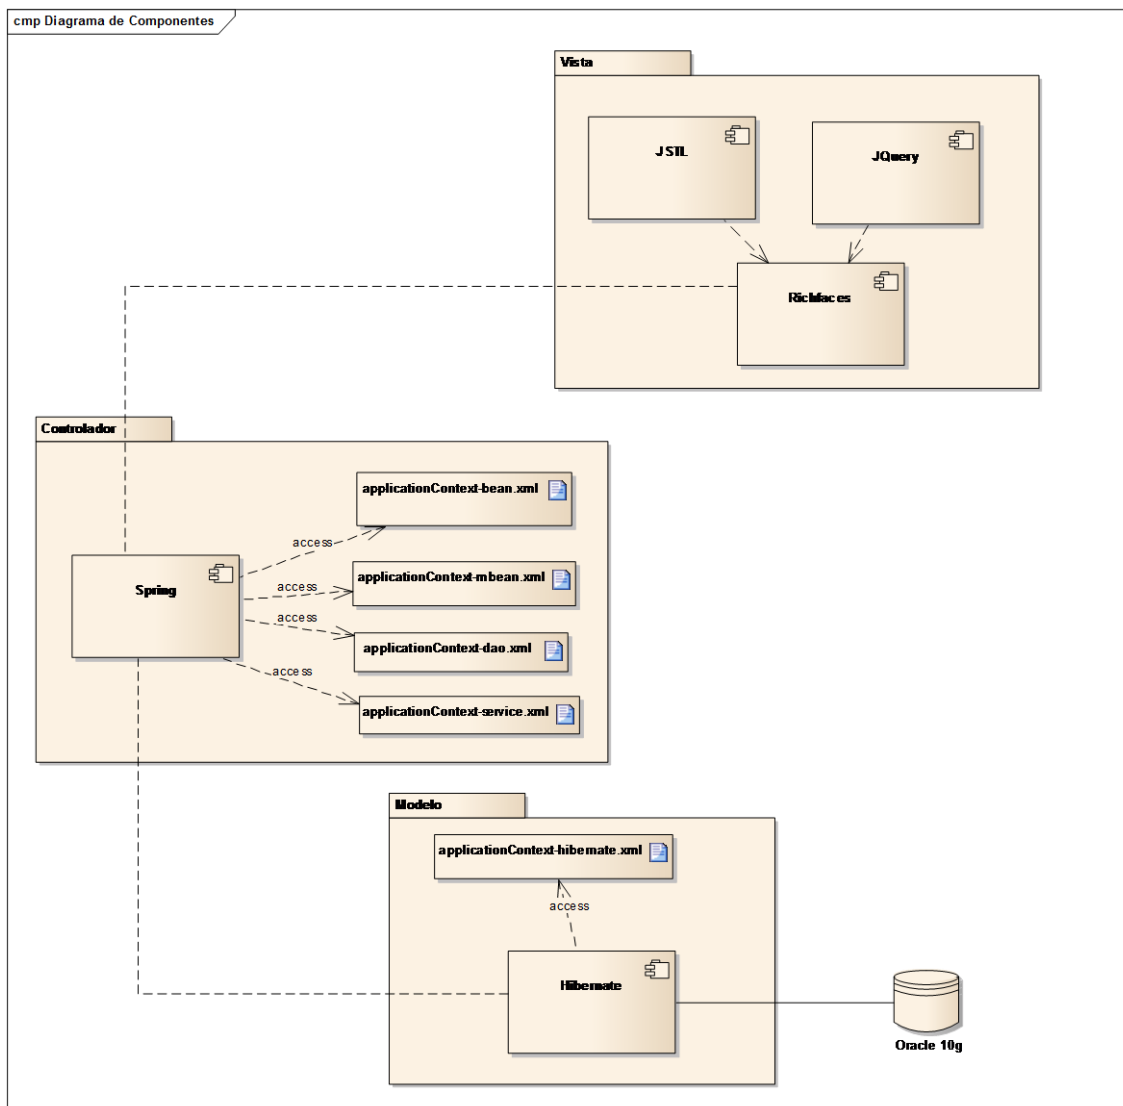 cmp Diagrama de Componentes
Vista
JSTL
JQuery
Richfaces
Controlador
applicationContext-bean.xml
access
Spring
applicationContext-mbean.xml
access
access
applicationContext-dao.xml
access
applicationContext-service.xml
Modelo
applicationContext-hibernate.xml
access
Hibernate
Oracle 10g